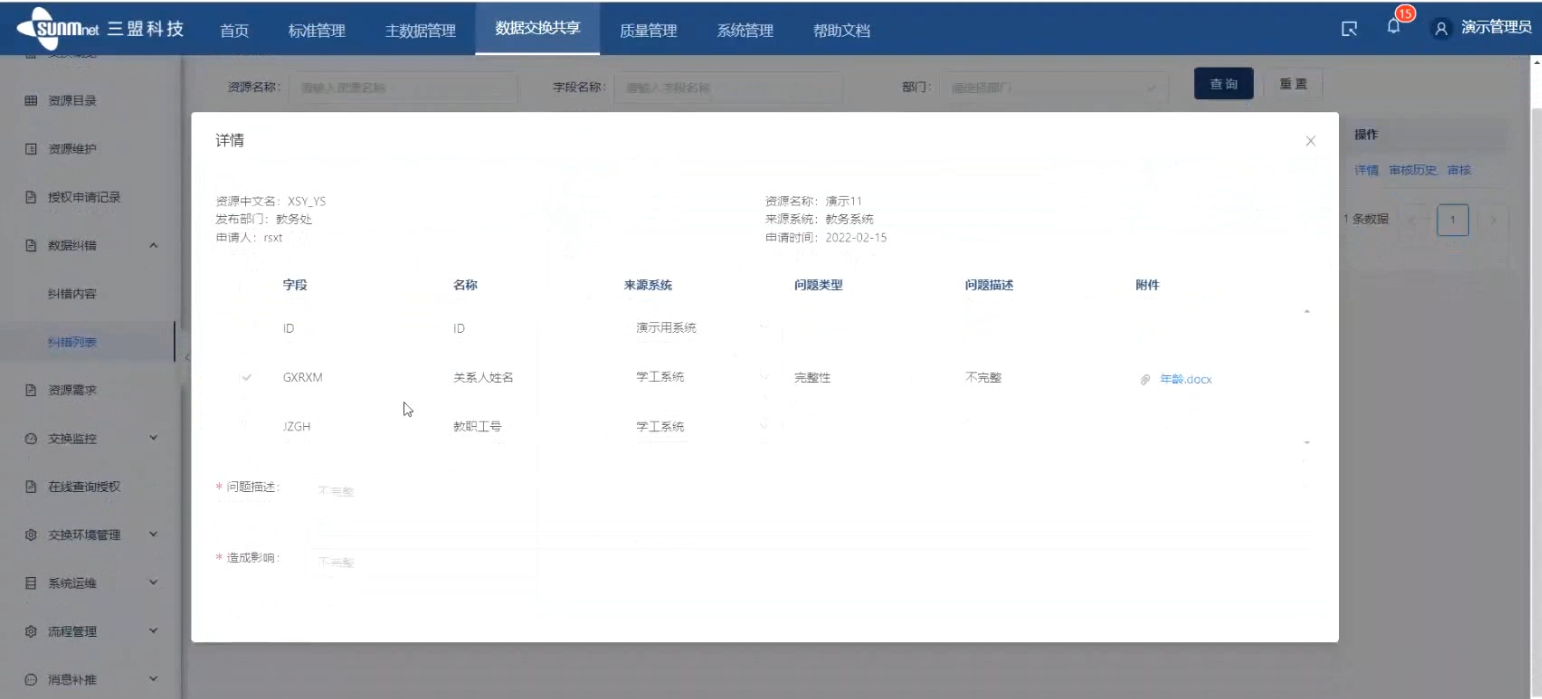 SUNMnet 三盟科技 首页 标准管理 主数据管理 数据交换共享 质量管理 系统管理 帮助文档 15 演示管理员
资源名称: 请输入资源名称 字段名称: 请输入字段名称 部门: 请选择部门 查询 重置
资源目录
资源维护
授权申请记录
数据纠错
纠错内容
纠错列表
资源需求
交换监控
在线查询授权
交换环境管理
系统运维
流程管理
消息补推
详情
资源中文名: XSY_YS 资源名称: 演示11
发布部门: 教务处 来源系统: 教务系统
申请人: rsxt 申请时间: 2022-02-15
字段 名称 来源系统 问题类型 问题描述 附件
ID ID 演示用系统
GXRXM 关系人姓名 学工系统 完整性 不完整 年龄.docx
JZGH 教职工号 学工系统
* 问题描述: 不完整
* 造成影响: 不完整
操作
详情 审核历史 审核
1 条数据 < 1 >